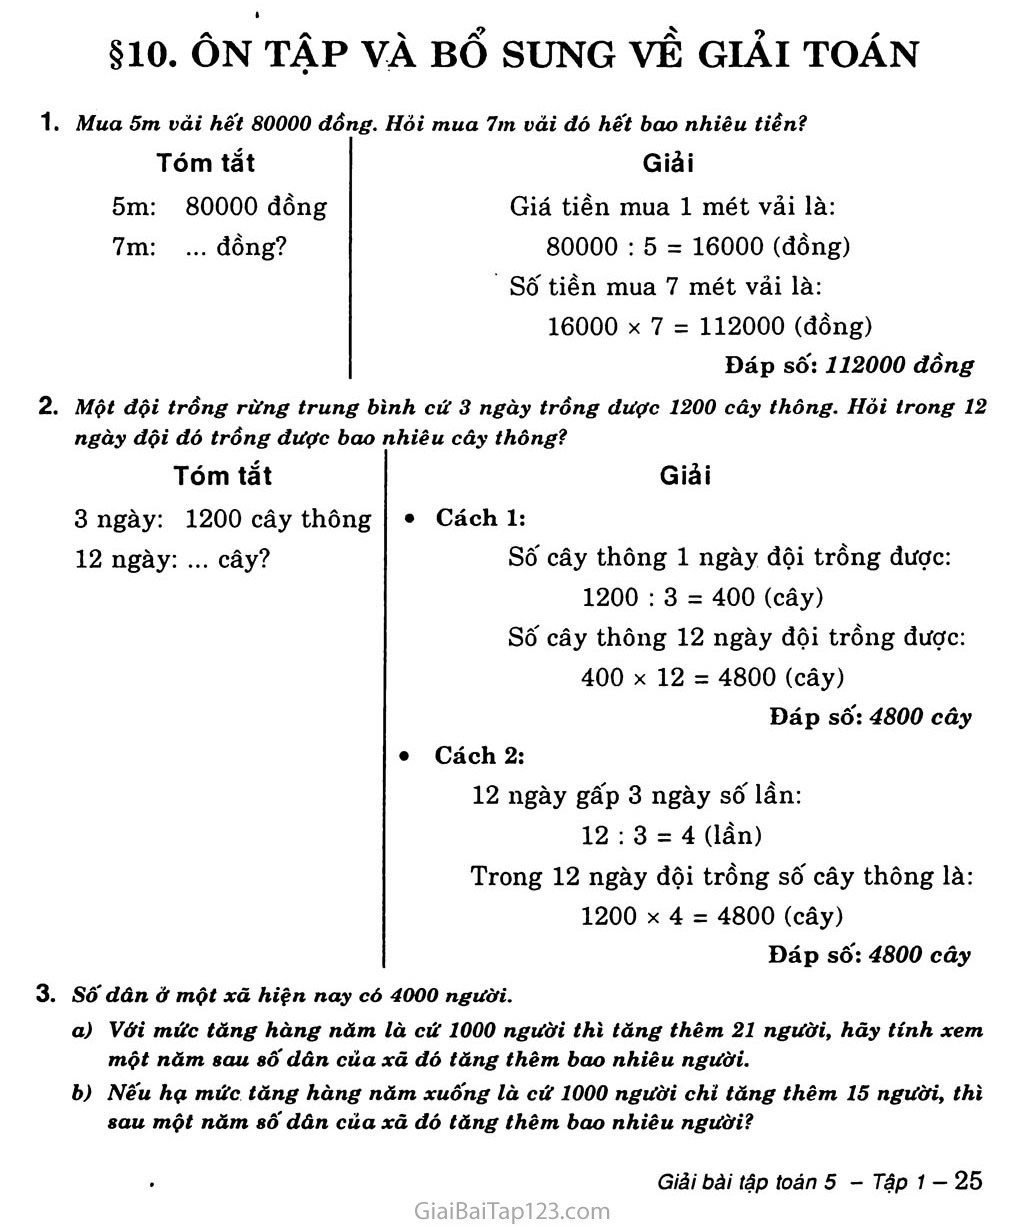 §10. ÔN TẬP VÀ BỔ SUNG VỀ GIẢI TOÁN
1. Mua 5m vải hết 80000 đồng. Hỏi mua 7m vải đó hết bao nhiêu tiền?
Tóm tắt
5m: 80000 đồng
7m: ... đồng?
Giải
Giá tiền mua 1 mét vải là:
80000 : 5 = 16000 (đồng)
Số tiền mua 7 mét vải là:
16000 × 7 = 112000 (đồng)
Đáp số: 112000 đồng
2. Một đội trồng rừng trung bình cứ 3 ngày trồng được 1200 cây thông. Hỏi trong 12
ngày đội đó trồng được bao nhiêu cây thông?
Tóm tắt
3 ngày: 1200 cây thông
12 ngày: ... cây?
Giải
• Cách 1:
Số cây thông 1 ngày đội trồng được:
1200 : 3 = 400 (cây)
Số cây thông 12 ngày đội trồng được:
400 × 12 = 4800 (cây)
Đáp số: 4800 cây
• Cách 2:
12 ngày gấp 3 ngày số lần:
12 : 3 = 4 (lần)
Trong 12 ngày đội trồng số cây thông là:
1200 × 4 = 4800 (cây)
Đáp số: 4800 cây
3. Số dân ở một xã hiện nay có 4000 người.
a) Với mức tăng hàng năm là cứ 1000 người thì tăng thêm 21 người, hãy tính xem
một năm sau số dân của xã đó tăng thêm bao nhiêu người.
b) Nếu hạ mức tăng hàng năm xuống là cứ 1000 người chỉ tăng thêm 15 người, thì
sau một năm số dân của xã đó tăng thêm bao nhiêu người?
Giải bài tập toán 5 – Tập 1 – 25
GiaiBaiTap123.com